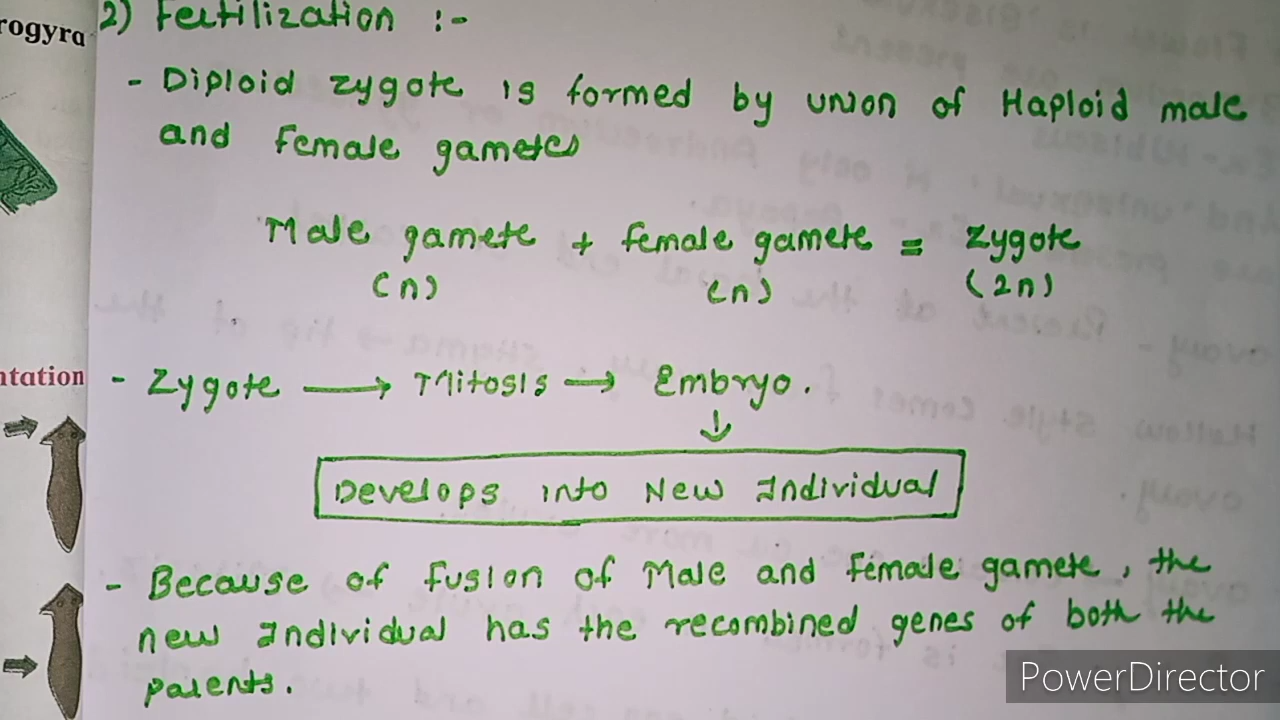 rogyra
2) Fertilization :-
- Diploid zygote is formed by union of Haploid male
and female gametes
Male gamete + female gamete = zygote
(n) (n) (2n)
ntation
- Zygote → Mitosis → Embryo.
↓
Develops into New Individual
- Because of fusion of Male and female gamete, the
new Individual has the recombined genes of both the
parents.
PowerDirector